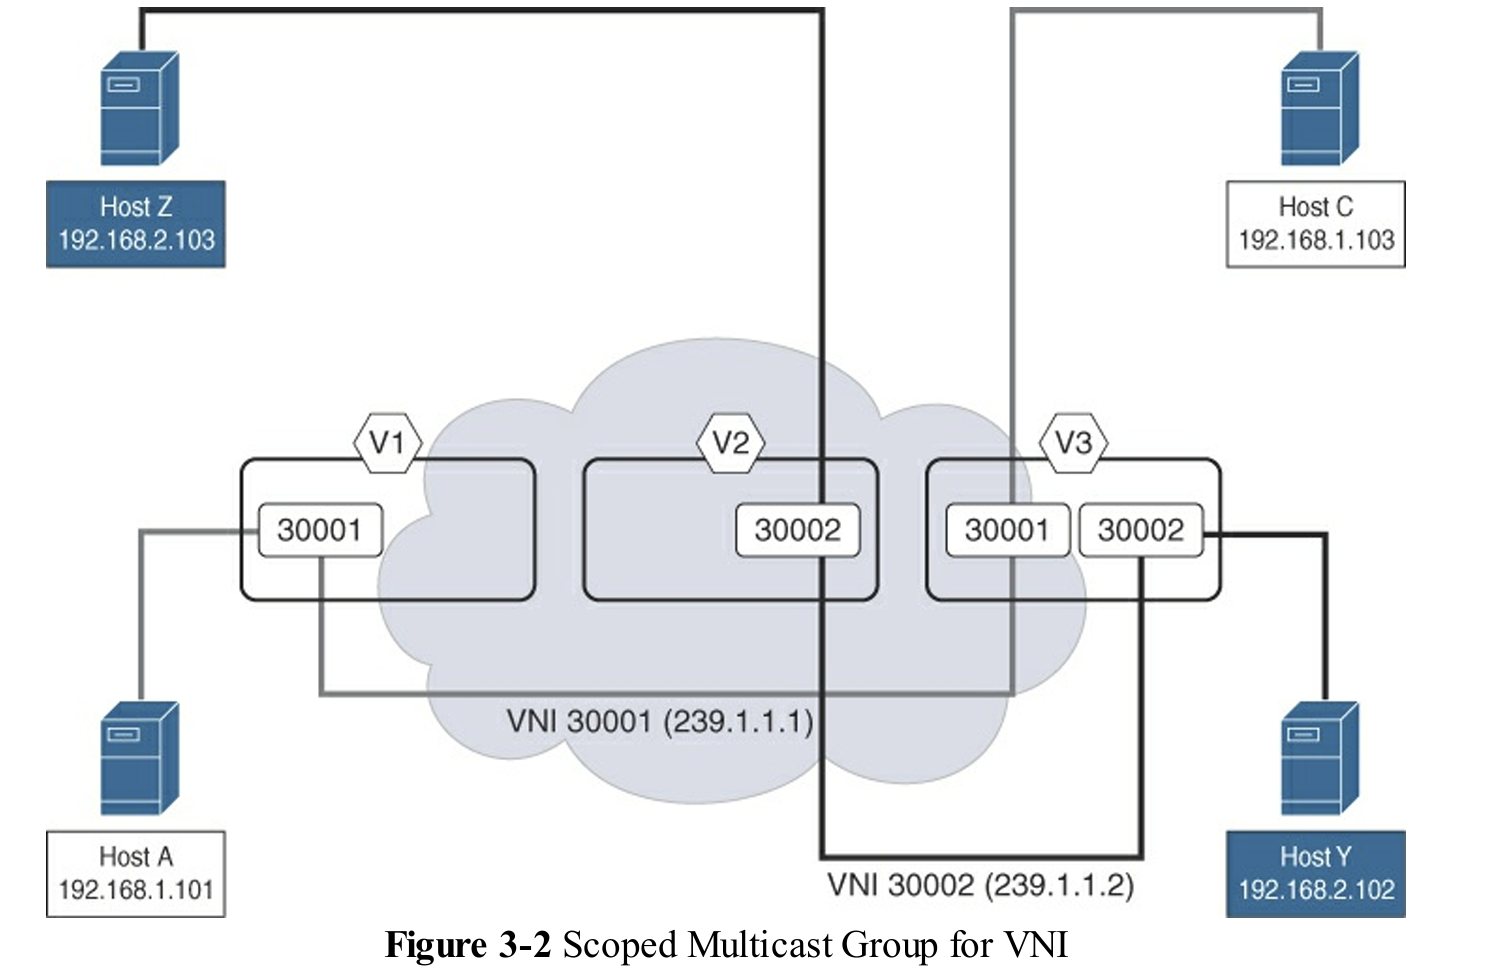 Host Z
192.168.2.103
Host C
192.168.1.103
V1
V2
V3
30001
30002
30001
30002
VNI 30001 (239.1.1.1)
Host A
192.168.1.101
VNI 30002 (239.1.1.2)
Host Y
192.168.2.102
Figure 3-2 Scoped Multicast Group for VNI